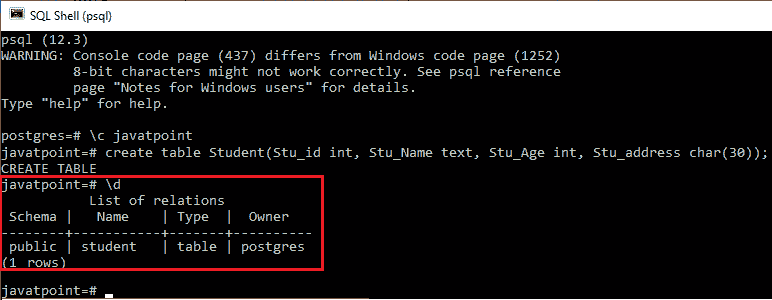 SQL Shell (psql)
psql (12.3)
WARNING: Console code page (437) differs from Windows code page (1252)
         8-bit characters might not work correctly. See psql reference
         page "Notes for Windows users" for details.
Type "help" for help.
postgres=# \c javatpoint
javatpoint=# create table Student(Stu_id int, Stu_Name text, Stu_Age int, Stu_address char(30));
CREATE TABLE
javatpoint=# \d
           List of relations
 Schema |   Name    | Type  |  Owner
--------+-----------+-------+----------
 public | student   | table | postgres
(1 rows)
javatpoint=# _